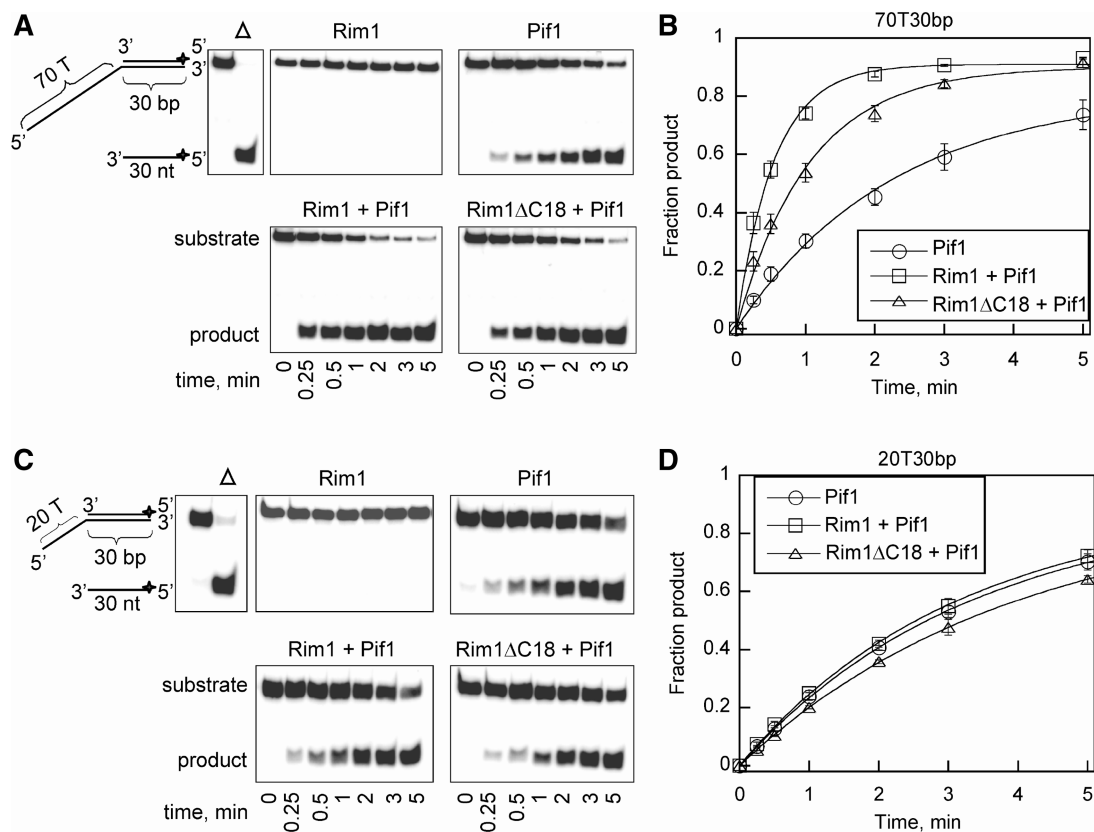 A
Δ
Rim1
Pif1
3’
5’
3’
70 T
30 bp
5’
3’
5’
30 nt
Rim1 + Pif1
Rim1ΔC18 + Pif1
substrate
product
time, min
0 0.25 0.5 1 2 3 5
0 0.25 0.5 1 2 3 5
B
70T30bp
1
0.8
0.6
0.4
0.2
0
Fraction product
Pif1
Rim1 + Pif1
Rim1ΔC18 + Pif1
0 1 2 3 4 5
Time, min
C
Δ
Rim1
Pif1
3’
5’
3’
20 T
30 bp
5’
3’
5’
30 nt
Rim1 + Pif1
Rim1ΔC18 + Pif1
substrate
product
time, min
0 0.25 0.5 1 2 3 5
0 0.25 0.5 1 2 3 5
D
20T30bp
1
0.8
0.6
0.4
0.2
0
Fraction product
Pif1
Rim1 + Pif1
Rim1ΔC18 + Pif1
0 1 2 3 4 5
Time, min